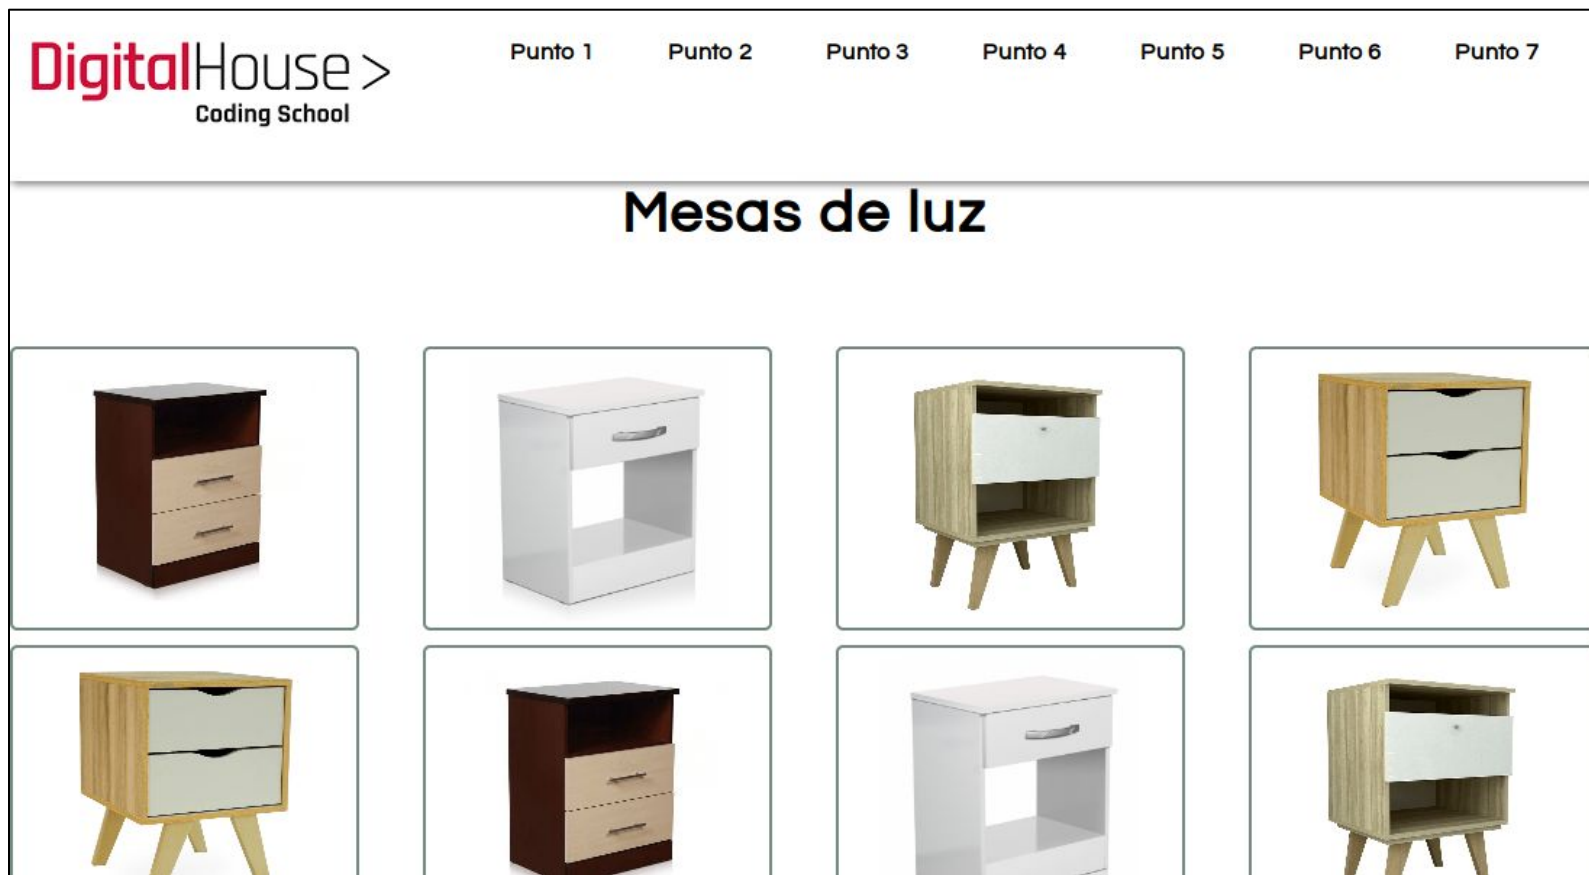 DigitalHouse>
Coding School
Punto 1 Punto 2 Punto 3 Punto 4 Punto 5 Punto 6 Punto 7
Mesas de luz